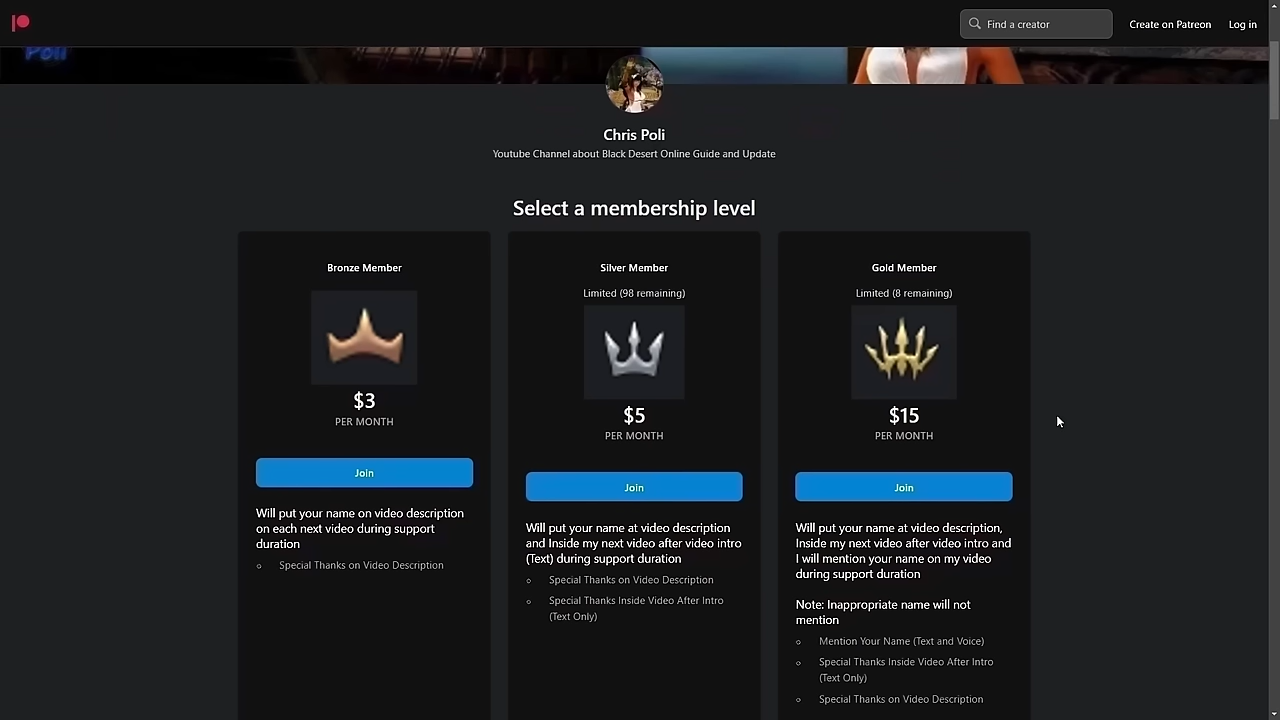 Find a creator
Create on Patreon
Log in
Poli
Chris Poli
Youtube Channel about Black Desert Online Guide and Update
Select a membership level
Bronze Member
$3
PER MONTH
Join
Will put your name on video description
on each next video during support
duration
Special Thanks on Video Description
Silver Member
Limited (98 remaining)
$5
PER MONTH
Join
Will put your name at video description
and Inside my next video after video intro
(Text) during support duration
Special Thanks on Video Description
Special Thanks Inside Video After Intro
(Text Only)
Gold Member
Limited (8 remaining)
$15
PER MONTH
Join
Will put your name at video description,
Inside my next video after video intro and
I will mention your name on my video
during support duration
Note: Inappropriate name will not
mention
Mention Your Name (Text and Voice)
Special Thanks Inside Video After Intro
(Text Only)
Special Thanks on Video Description